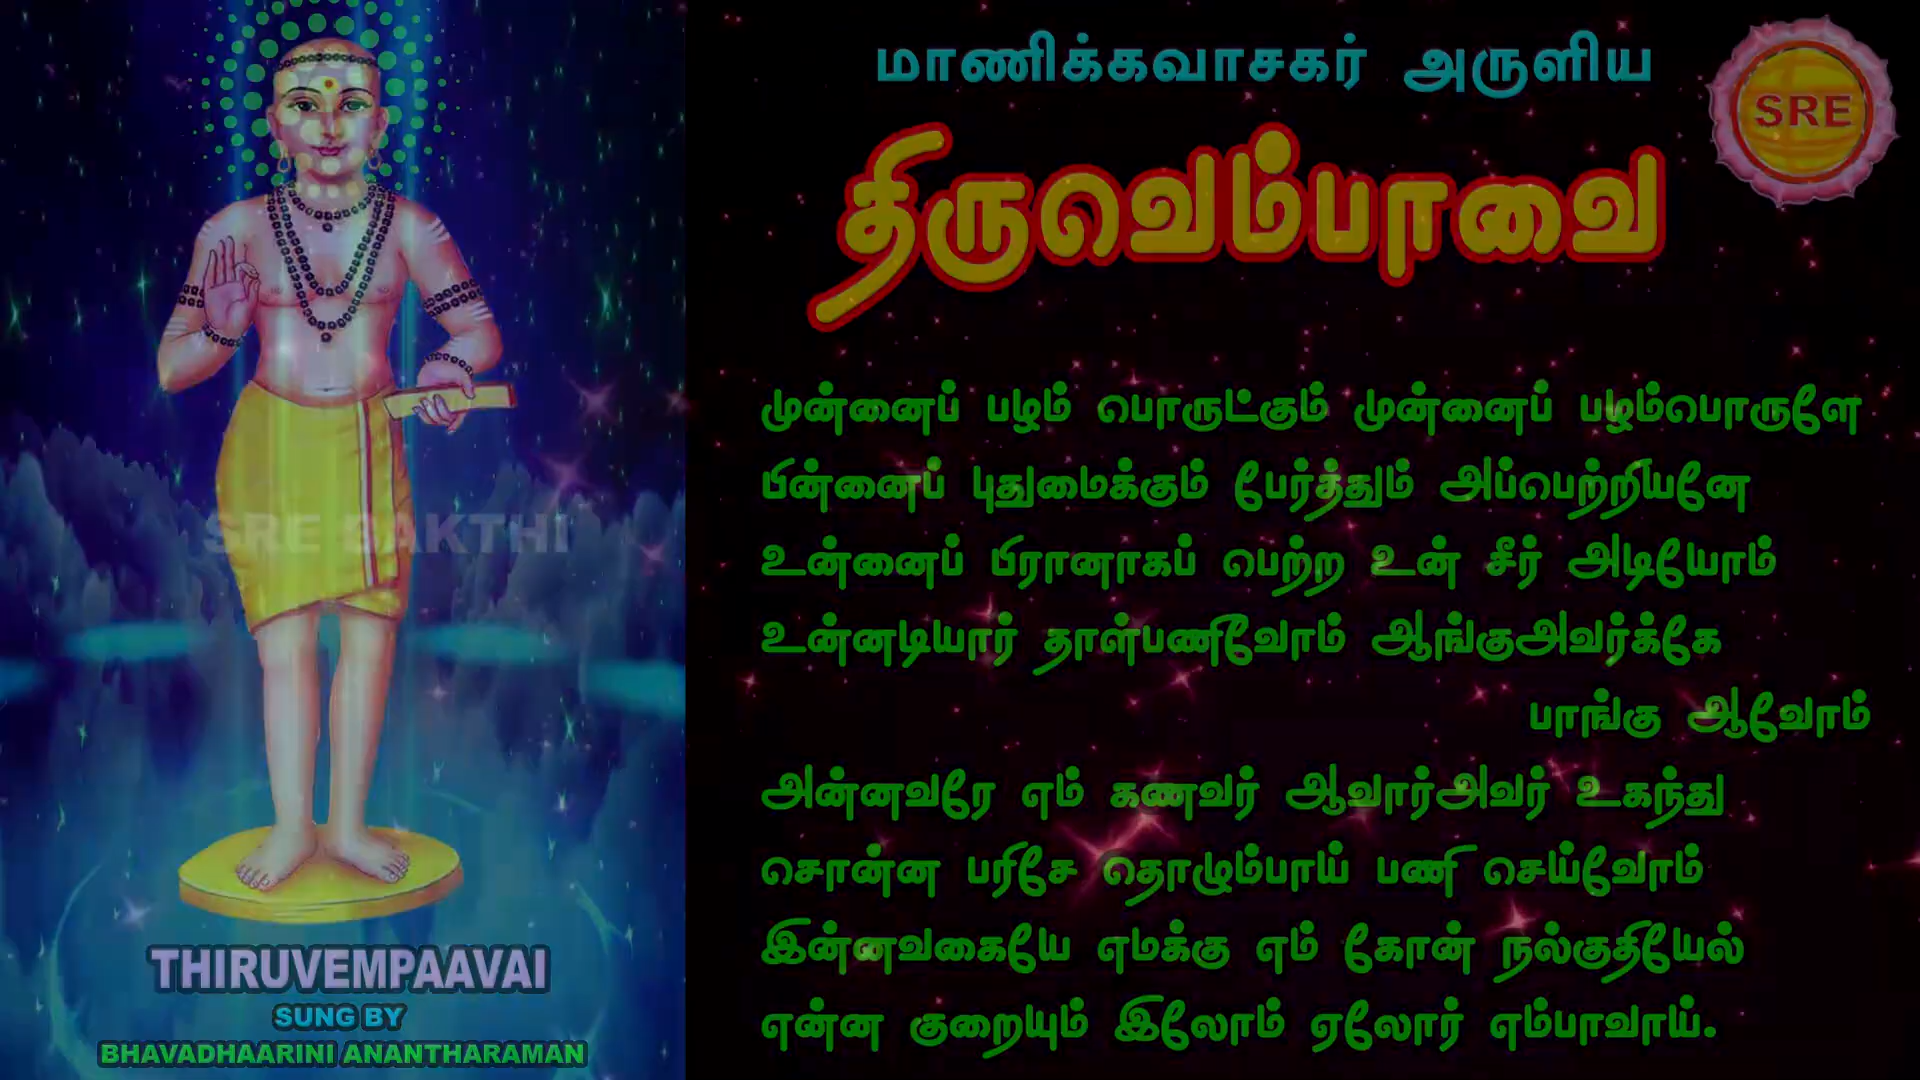 மாணிக்கவாசகர் அருளிய
திருவெம்பாவை
SRE
முன்னைப் பழம் பொருட்கும் முன்னைப் பழம்பொருளே
பின்னைப் புதுமைக்கும் பேர்த்தும் அப்பெற்றியனே
உன்னைப் பிரானாகப் பெற்ற உன் சீர் அடியோம்
உன்னடியார் தாள்பணிவோம் ஆங்குஅவர்க்கே
பாங்கு ஆவோம்
அன்னவரே எம் கணவர் ஆவார்அவர் உகந்து
சொன்ன பரிசே தொழும்பாய் பணி செய்வோம்
இன்னவகையே எமக்கு எம் கோன் நல்குதியேல்
என்ன குறையும் இலோம் ஏலோர் எம்பாவாய்.
SRE BAKTHI
THIRUVEMPAAVAI
SUNG BY
BHAVADHAARINI ANANTHARAMAN